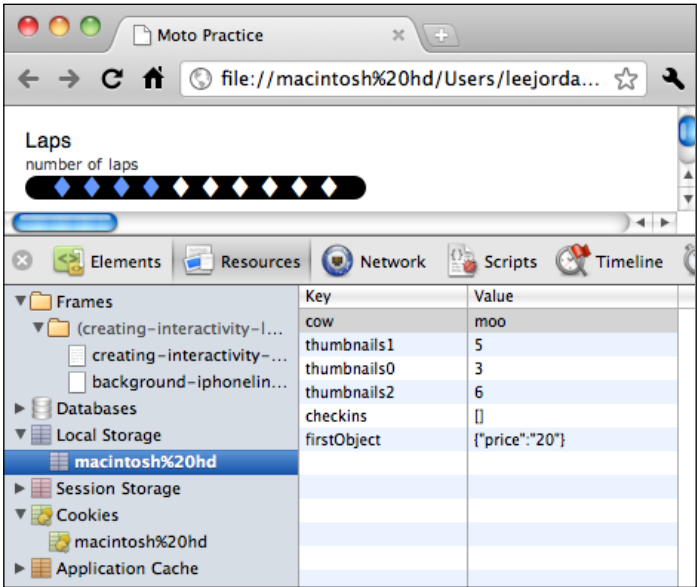 Moto Practice
file://macintosh%20hd/Users/leejorda...
Laps
number of laps
Elements Resources Network Scripts Timeline
Key Value
cow moo
thumbnails1 5
thumbnails0 3
thumbnails2 6
checkins []
firstObject {"price":"20"}
Frames
(creating-interactivity-l...
creating-interactivity-...
background-iphonelin...
Databases
Local Storage
macintosh%20hd
Session Storage
Cookies
macintosh%20hd
Application Cache